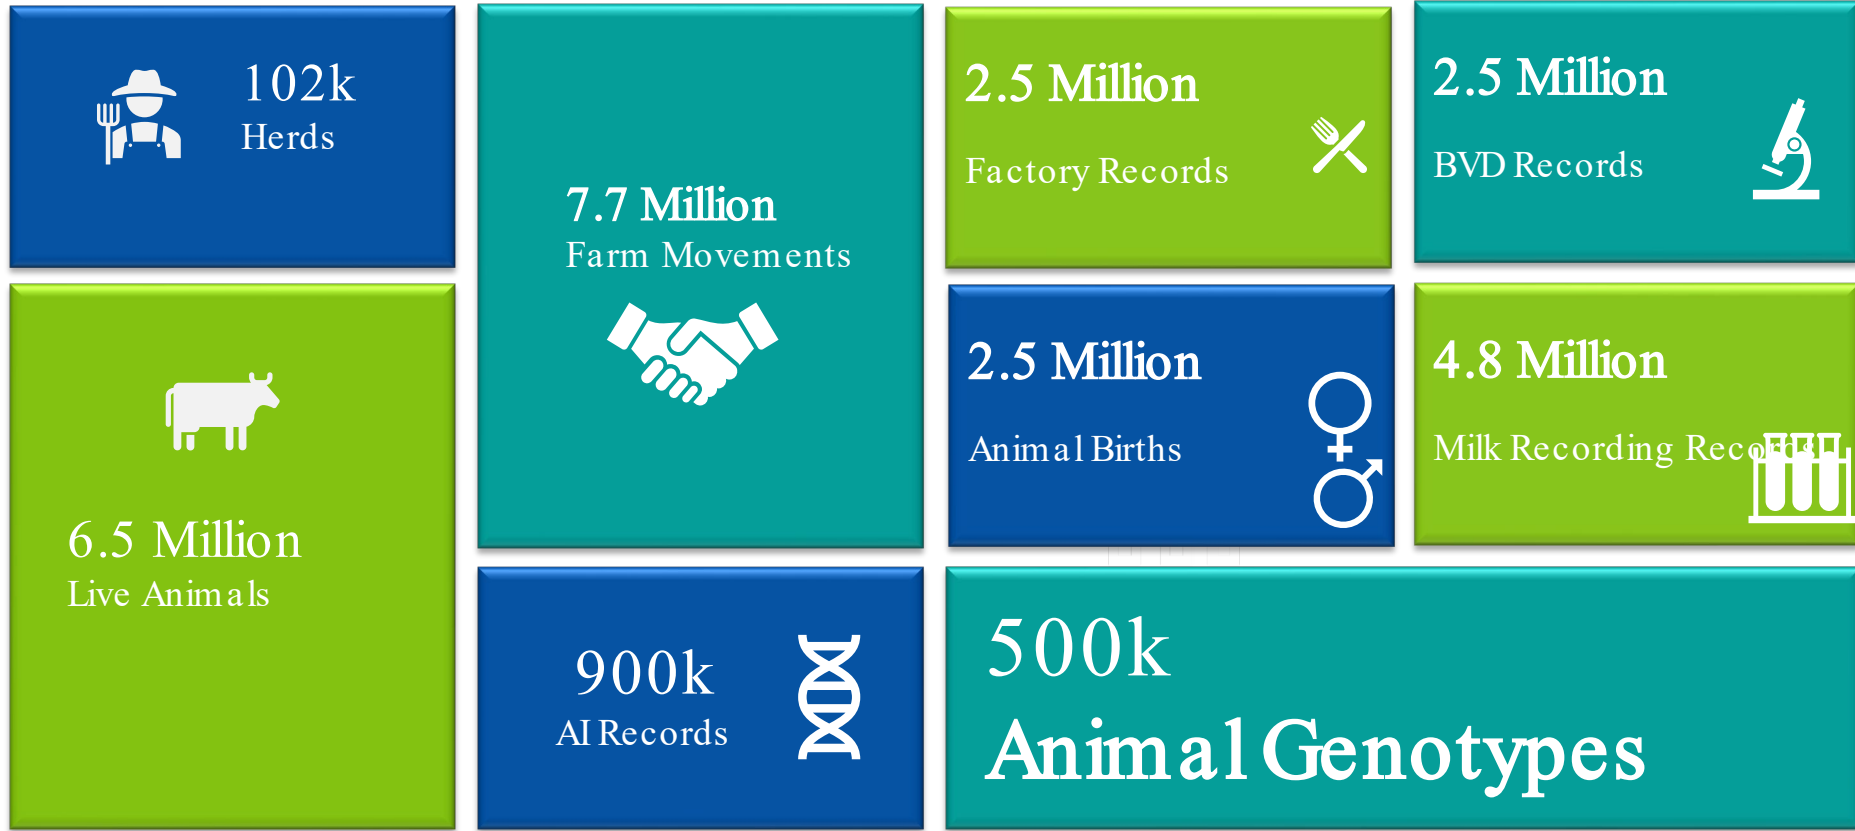 102k
Herds
7.7 Million
Farm Movements
2.5 Million
Factory Records
2.5 Million
BVD Records
6.5 Million
Live Animals
2.5 Million
Animal Births
4.8 Million
Milk Recording Records
900k
AI Records
500k
Animal Genotypes